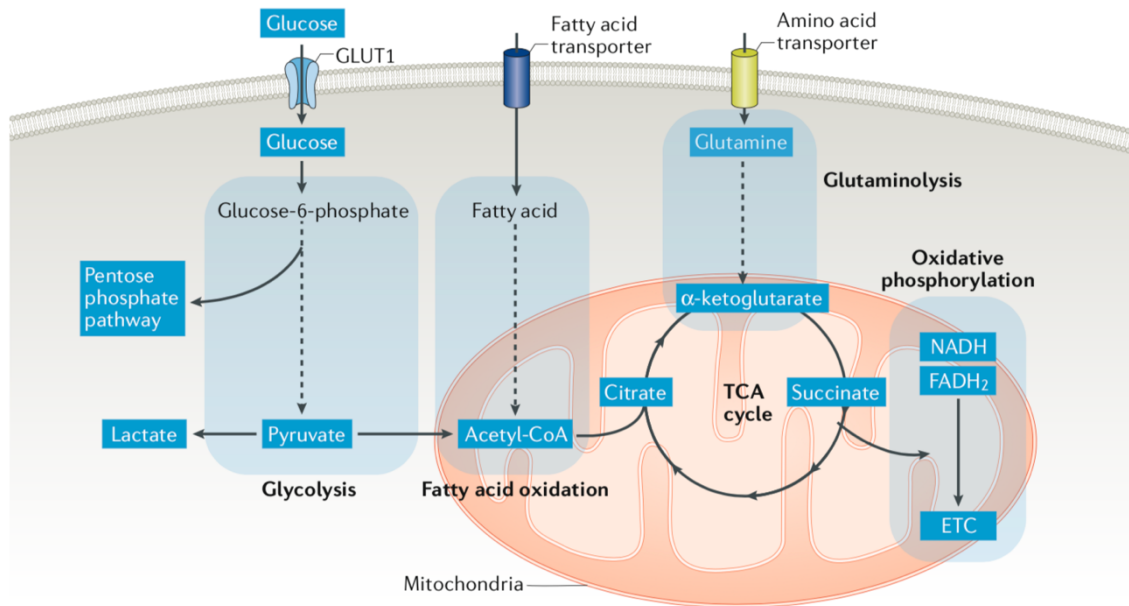 Glucose
GLUT1
Fatty acid
transporter
Amino acid
transporter
Glucose
Glutamine
Glutaminolysis
Glucose-6-phosphate
Fatty acid
Pentose
phosphate
pathway
Oxidative
phosphorylation
α-ketoglutarate
NADH
FADH₂
Citrate
TCA
cycle
Succinate
Lactate
Pyruvate
Acetyl-CoA
Glycolysis
Fatty acid oxidation
ETC
Mitochondria